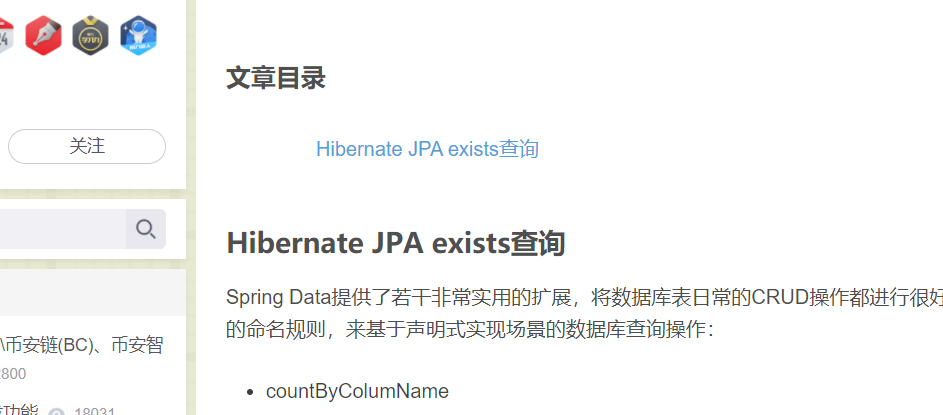 24
关注
\币安链(BC)、币安智
2800
功能 18031
文章目录
Hibernate JPA exists查询
Hibernate JPA exists查询
Spring Data提供了若干非常实用的扩展，将数据库表日常的CRUD操作都进行很好
的命名规则，来基于声明式实现场景的数据库查询操作：
• countByColumName